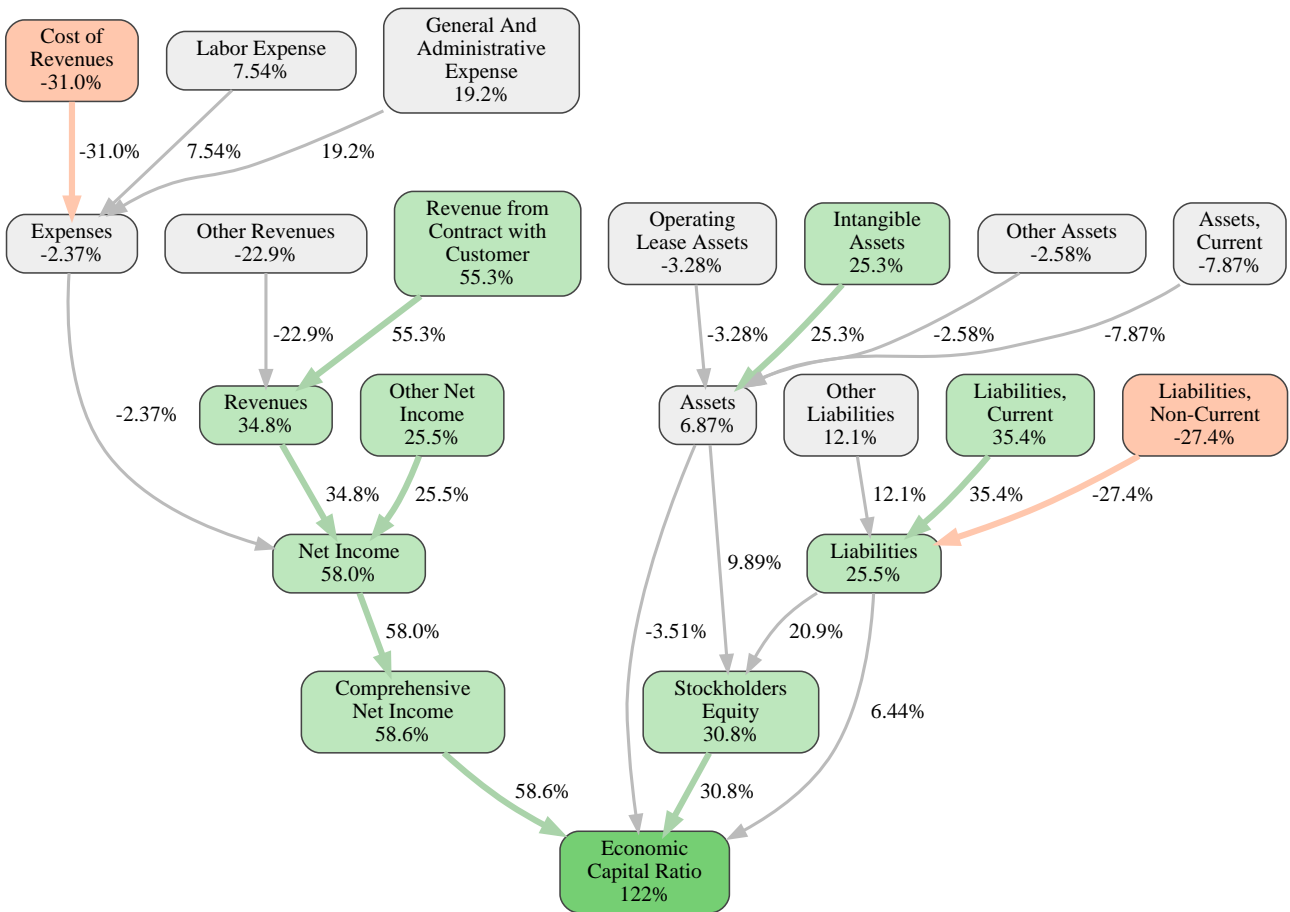 Cost of
Revenues
-31.0%
Labor Expense
7.54%
General And
Administrative
Expense
19.2%
-31.0%
7.54%
19.2%
Expenses
-2.37%
Other Revenues
-22.9%
Revenue from
Contract with
Customer
55.3%
Operating
Lease Assets
-3.28%
Intangible
Assets
25.3%
Other Assets
-2.58%
Assets,
Current
-7.87%
-22.9%
55.3%
-3.28%
25.3%
-2.58%
-7.87%
-2.37%
Revenues
34.8%
Other Net
Income
25.5%
Assets
6.87%
Other
Liabilities
12.1%
Liabilities,
Current
35.4%
Liabilities,
Non-Current
-27.4%
34.8%
25.5%
12.1%
35.4%
-27.4%
Net Income
58.0%
9.89%
Liabilities
25.5%
58.0%
-3.51%
20.9%
Comprehensive
Net Income
58.6%
Stockholders
Equity
30.8%
6.44%
58.6%
30.8%
Economic
Capital Ratio
122%